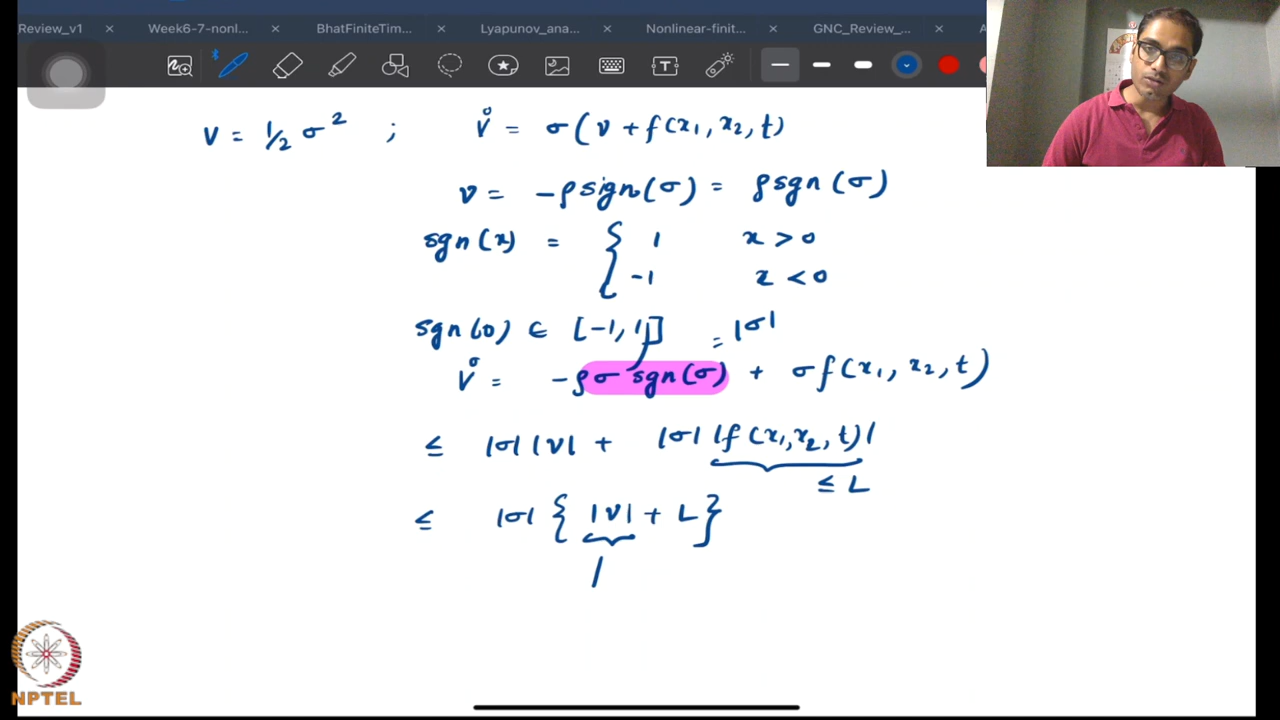 Review_v1 × Week6-7-nonl... × BhatFiniteTim... × Lyapunov_ana... × Nonlinear-finit... × GNC_Review_... ×
V = 1/2 σ² ; V̇ = σ(ν + f(x₁, x₂, t)
ν = -ρ sign(σ) = ρ sgn(σ)
sgn(x) = { 1 x > 0
-1 x < 0
sgn(0) ∈ [-1, 1] = |σ|
V̇ = -ρσ sgn(σ) + σf(x₁, x₂, t)
≤ |σ||ν| + |σ||f(x₁, x₂, t)|
≤ L
≤ |σ| { |ν| + L }
NPTEL